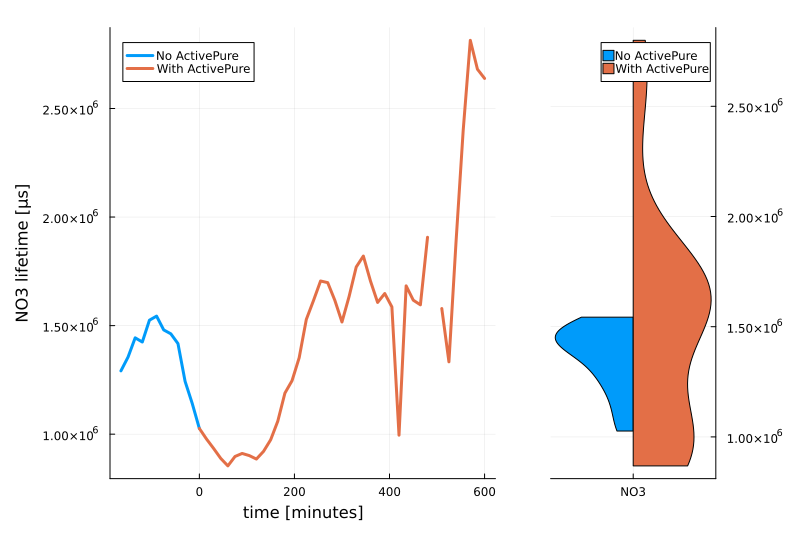 No ActivePure
With ActivePure
2.50×10⁶
2.00×10⁶
1.50×10⁶
1.00×10⁶
NO3 lifetime [µs]
0 200 400 600
time [minutes]
No ActivePure
With ActivePure
2.50×10⁶
2.00×10⁶
1.50×10⁶
1.00×10⁶
NO3